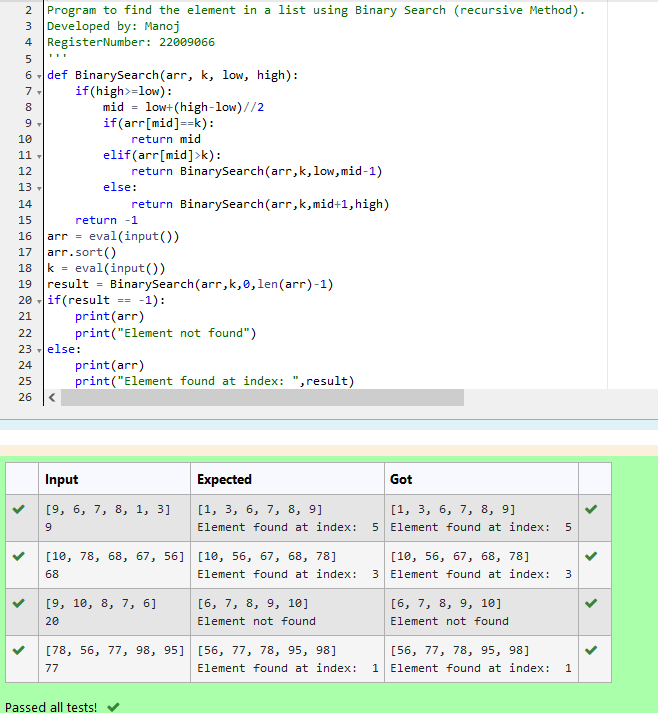 2 Program to find the element in a list using Binary Search (recursive Method).
3 Developed by: Manoj
4 RegisterNumber: 22009066
5 '''
6 def BinarySearch(arr, k, low, high):
7     if(high>=low):
8         mid = low+(high-low)//2
9         if(arr[mid]==k):
10             return mid
11         elif(arr[mid]>k):
12             return BinarySearch(arr,k,low,mid-1)
13         else:
14             return BinarySearch(arr,k,mid+1,high)
15     return -1
16 arr = eval(input())
17 arr.sort()
18 k = eval(input())
19 result = BinarySearch(arr,k,0,len(arr)-1)
20 if(result == -1):
21     print(arr)
22     print("Element not found")
23 else:
24     print(arr)
25     print("Element found at index: ",result)
26
Input Expected Got
[9, 6, 7, 8, 1, 3] [1, 3, 6, 7, 8, 9] [1, 3, 6, 7, 8, 9]
9 Element found at index:  5 Element found at index:  5
[10, 78, 68, 67, 56] [10, 56, 67, 68, 78] [10, 56, 67, 68, 78]
68 Element found at index:  3 Element found at index:  3
[9, 10, 8, 7, 6] [6, 7, 8, 9, 10] [6, 7, 8, 9, 10]
20 Element not found Element not found
[78, 56, 77, 98, 95] [56, 77, 78, 95, 98] [56, 77, 78, 95, 98]
77 Element found at index:  1 Element found at index:  1
Passed all tests!